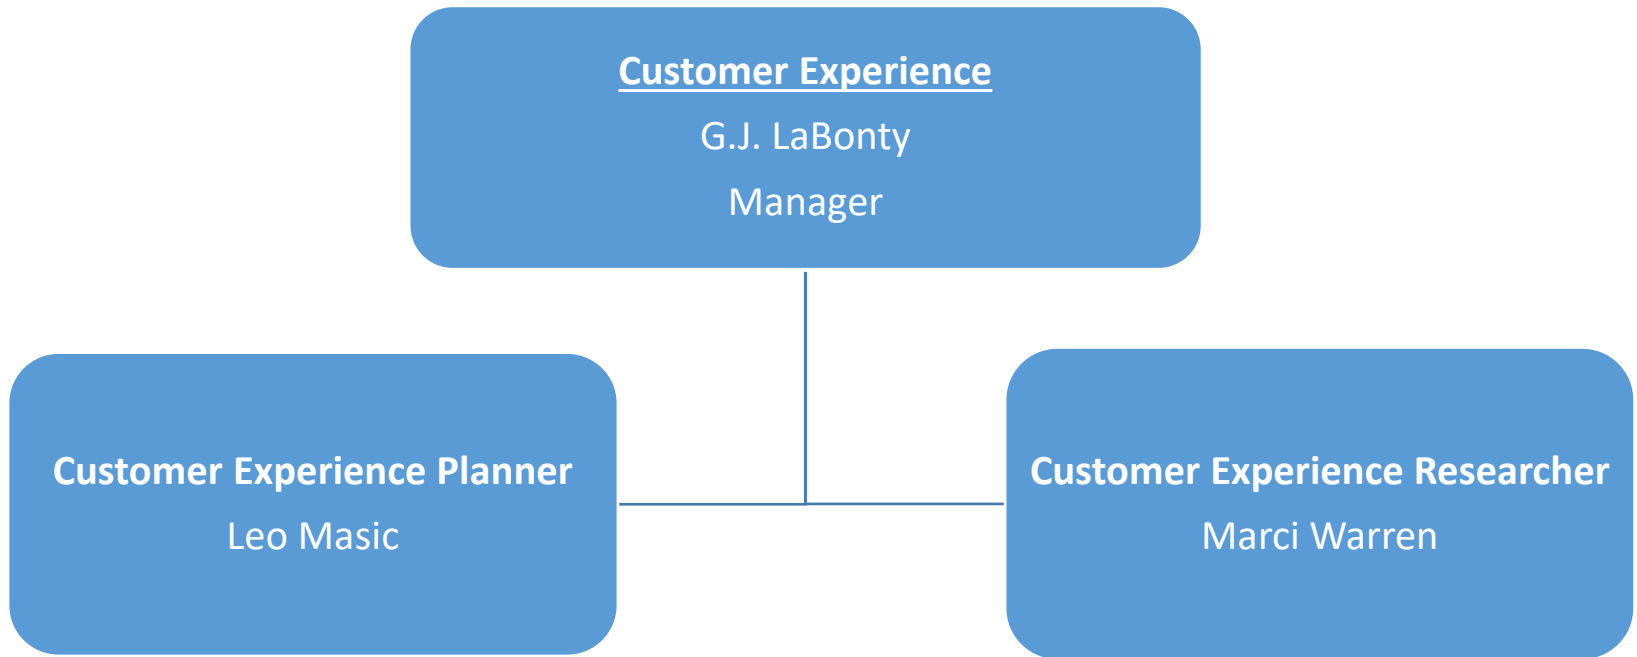 Customer Experience
G.J. LaBonty
Manager
Customer Experience Planner
Leo Masic
Customer Experience Researcher
Marci Warren